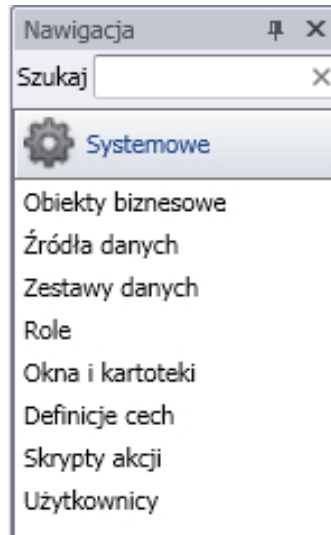 Nawigacja
Szukaj
Systemowe
Obiekty biznesowe
Źródła danych
Zestawy danych
Role
Okna i kartoteki
Definicje cech
Skrypty akcji
Użytkownicy